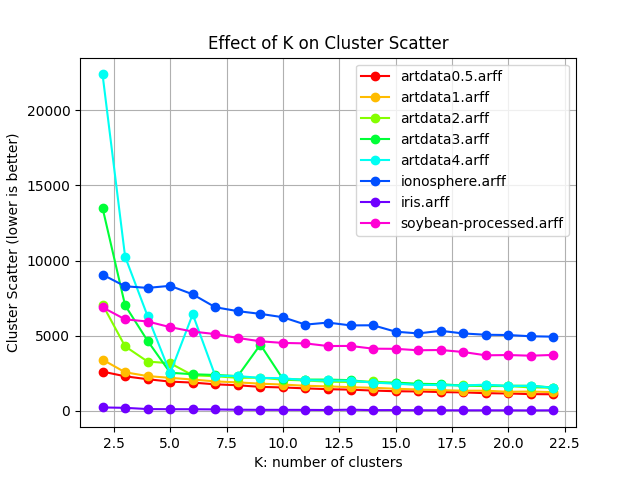 Effect of K on Cluster Scatter
Cluster Scatter (lower is better)
20000
15000
10000
5000
0
artdata0.5.arff
artdata1.arff
artdata2.arff
artdata3.arff
artdata4.arff
ionosphere.arff
iris.arff
soybean-processed.arff
2.5 5.0 7.5 10.0 12.5 15.0 17.5 20.0 22.5
K: number of clusters